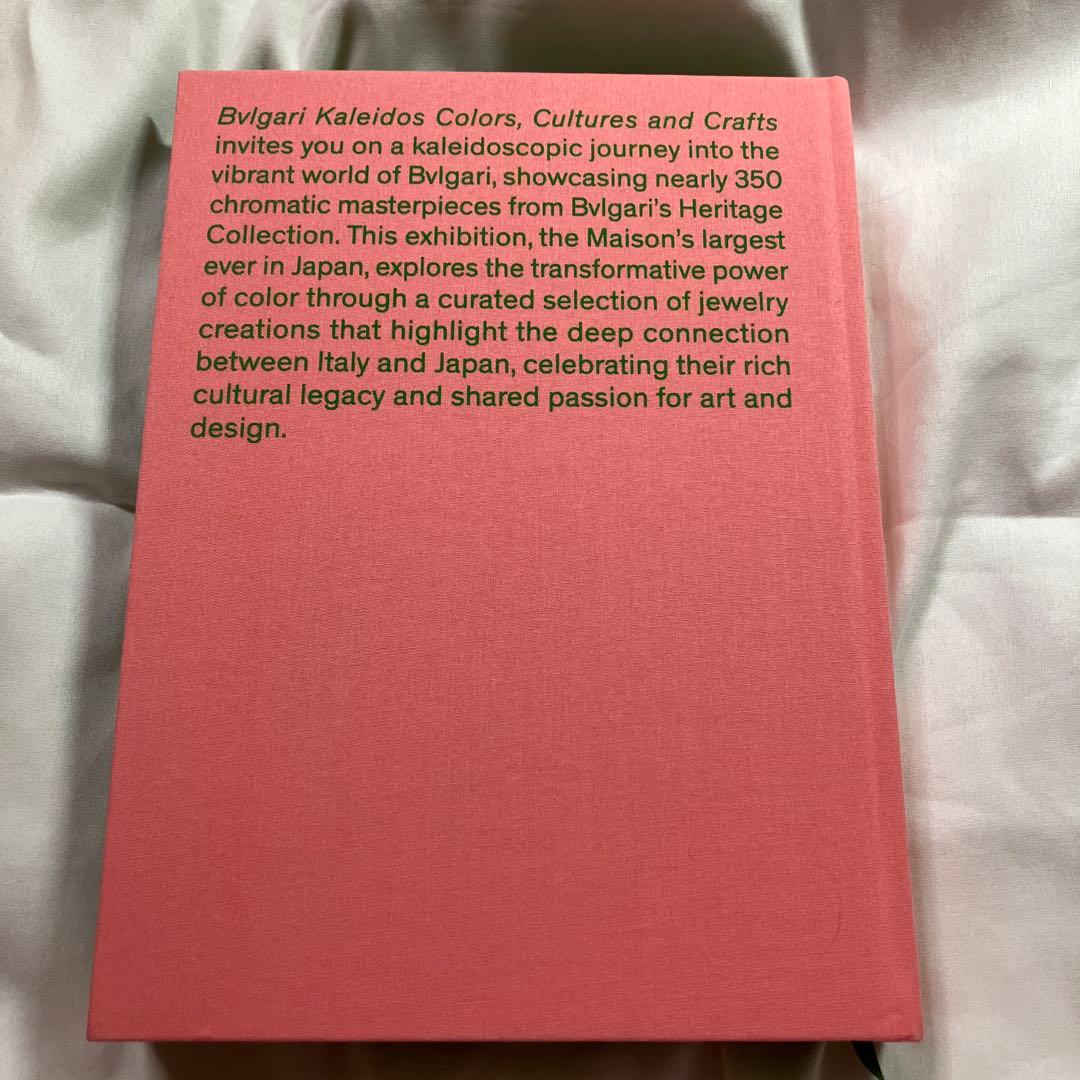 Bvlgari Kaleidos Colors, Cultures and Crafts
invites you on a kaleidoscopic journey into the
vibrant world of Bvlgari, showcasing nearly 350
chromatic masterpieces from Bvlgari's Heritage
Collection. This exhibition, the Maison's largest
ever in Japan, explores the transformative power
of color through a curated selection of jewelry
creations that highlight the deep connection
between Italy and Japan, celebrating their rich
cultural legacy and shared passion for art and
design.